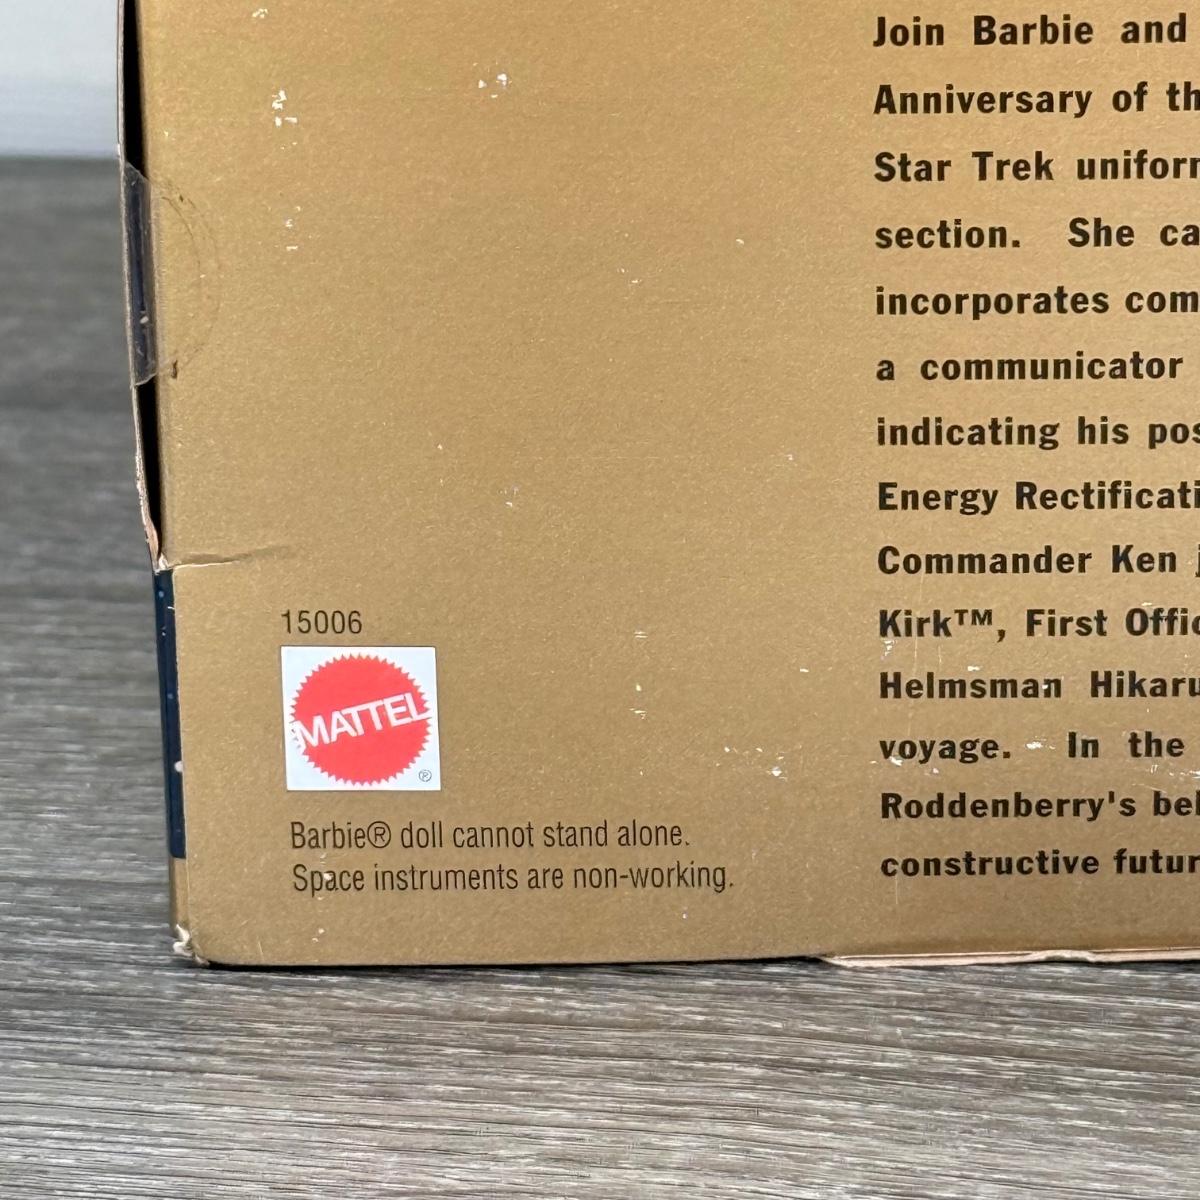 Join Barbie and
Anniversary of th
Star Trek uniforr
section. She ca
incorporates com
a communicator
indicating his pos
Energy Rectificati
Commander Ken j
Kirk™, First Offic
Helmsman Hikaru
voyage. In the
Roddenberry's bel
constructive futur
15006
MATTEL
®
Barbie® doll cannot stand alone.
Space instruments are non-working.